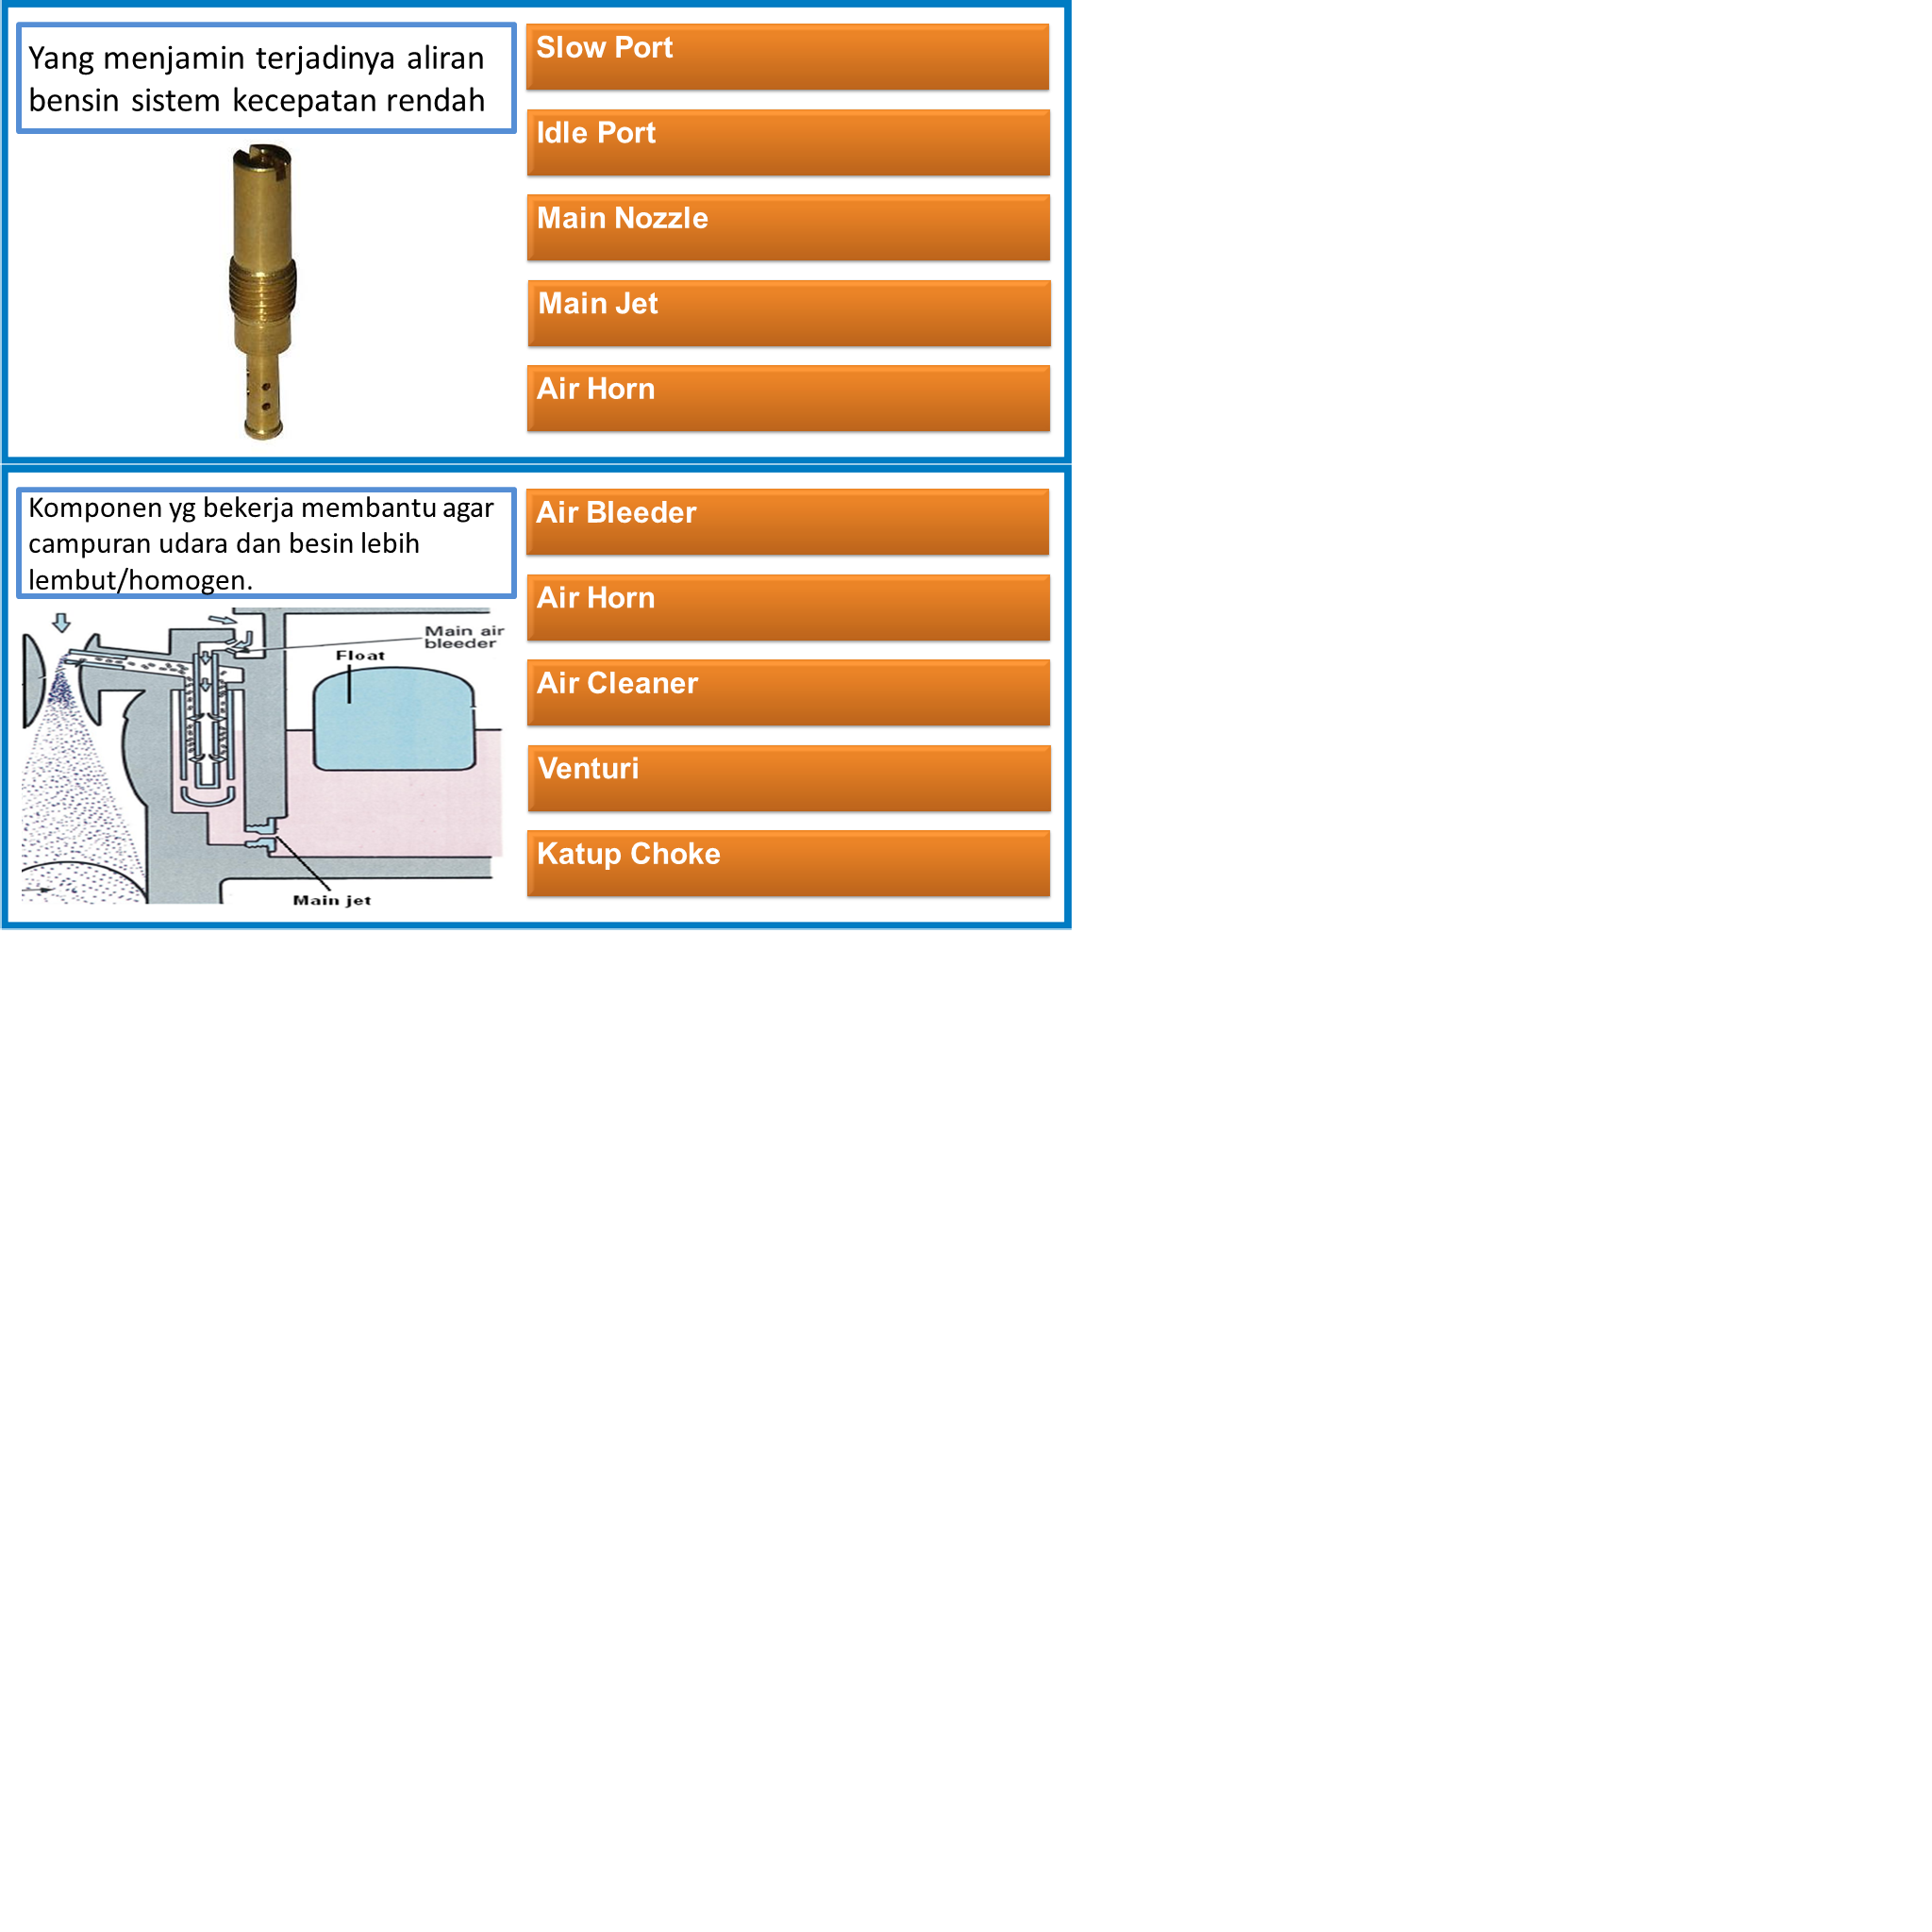 Yang menjamin terjadinya aliran
bensin sistem kecepatan rendah
Slow Port
Idle Port
Main Nozzle
Main Jet
Air Horn
Komponen yg bekerja membantu agar
campuran udara dan besin lebih
lembut/homogen.
Main air
bleeder
Float
Main jet
Air Bleeder
Air Horn
Air Cleaner
Venturi
Katup Choke